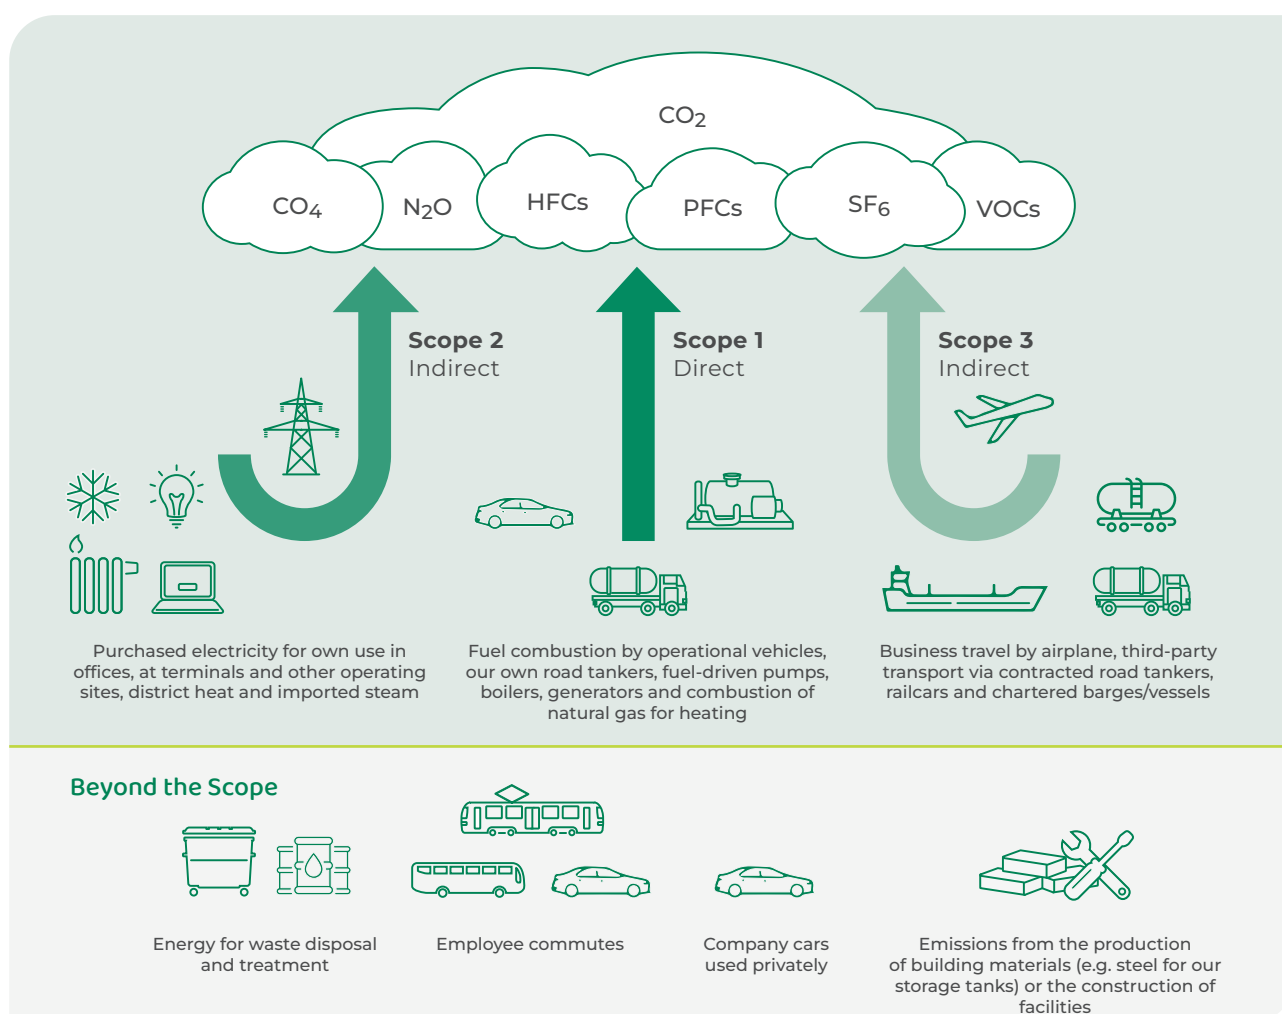 CO2
CO4
N2O
HFCs
PFCs
SF6
VOCs
Scope 2
Indirect
Scope 1
Direct
Scope 3
Indirect
Purchased electricity for own use in
offices, at terminals and other operating
sites, district heat and imported steam
Fuel combustion by operational vehicles,
our own road tankers, fuel-driven pumps,
boilers, generators and combustion of
natural gas for heating
Business travel by airplane, third-party
transport via contracted road tankers,
railcars and chartered barges/vessels
Beyond the Scope
Energy for waste disposal
and treatment
Employee commutes
Company cars
used privately
Emissions from the production
of building materials (e.g. steel for our
storage tanks) or the construction of
facilities